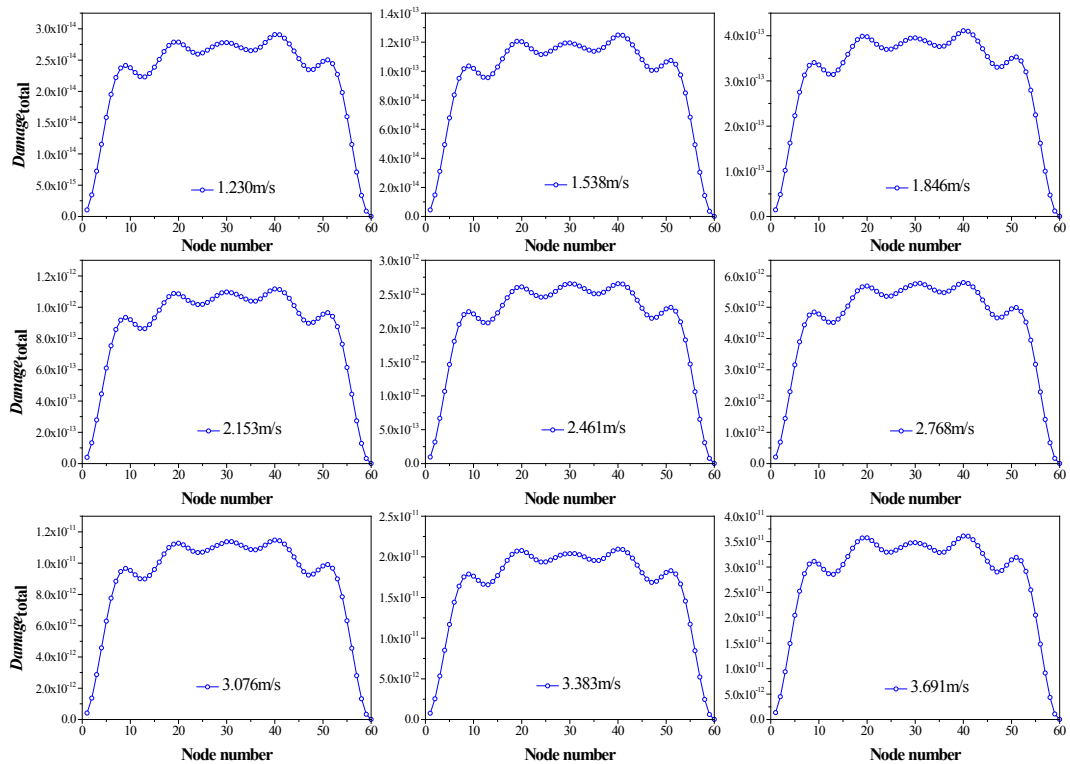 Damage_total
3.0x10^-14
2.5x10^-14
2.0x10^-14
1.5x10^-14
1.0x10^-14
5.0x10^-15
0.0
1.230m/s
0 10 20 30 40 50 60
Node number
1.4x10^-13
1.2x10^-13
1.0x10^-13
8.0x10^-14
6.0x10^-14
4.0x10^-14
2.0x10^-14
0.0
1.538m/s
0 10 20 30 40 50 60
Node number
4.0x10^-13
3.0x10^-13
2.0x10^-13
1.0x10^-13
0.0
1.846m/s
0 10 20 30 40 50 60
Node number
Damage_total
1.2x10^-12
1.0x10^-12
8.0x10^-13
6.0x10^-13
4.0x10^-13
2.0x10^-13
0.0
2.153m/s
0 10 20 30 40 50 60
Node number
3.0x10^-12
2.5x10^-12
2.0x10^-12
1.5x10^-12
1.0x10^-12
5.0x10^-13
0.0
2.461m/s
0 10 20 30 40 50 60
Node number
6.0x10^-12
5.0x10^-12
4.0x10^-12
3.0x10^-12
2.0x10^-12
1.0x10^-12
0.0
2.768m/s
0 10 20 30 40 50 60
Node number
Damage_total
1.2x10^-11
1.0x10^-11
8.0x10^-12
6.0x10^-12
4.0x10^-12
2.0x10^-12
0.0
3.076m/s
0 10 20 30 40 50 60
Node number
2.5x10^-11
2.0x10^-11
1.5x10^-11
1.0x10^-11
5.0x10^-12
0.0
3.383m/s
0 10 20 30 40 50 60
Node number
4.0x10^-11
3.5x10^-11
3.0x10^-11
2.5x10^-11
2.0x10^-11
1.5x10^-11
1.0x10^-11
5.0x10^-12
0.0
3.691m/s
0 10 20 30 40 50 60
Node number